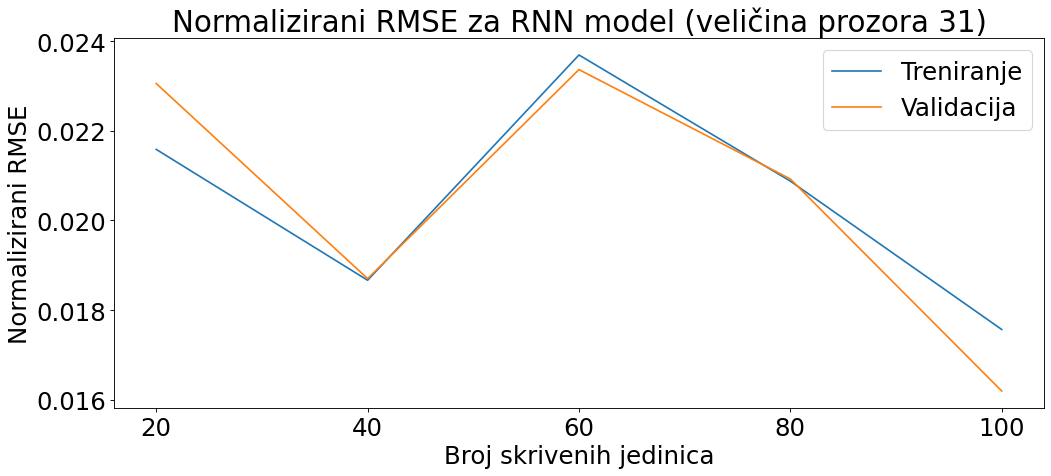 Normalizirani RMSE za RNN model (veličina prozora 31)
Normalizirani RMSE
0.024
0.022
0.020
0.018
0.016
Treniranje
Validacija
20 40 60 80 100
Broj skrivenih jedinica